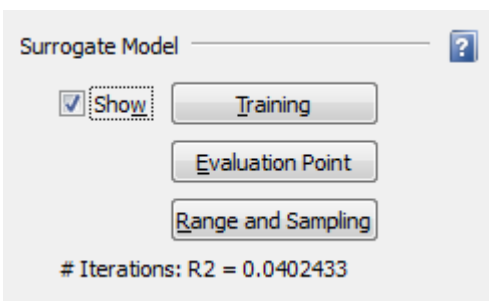 Surrogate Model ?
Show Training
Evaluation Point
Range and Sampling
# Iterations: R2 = 0.0402433